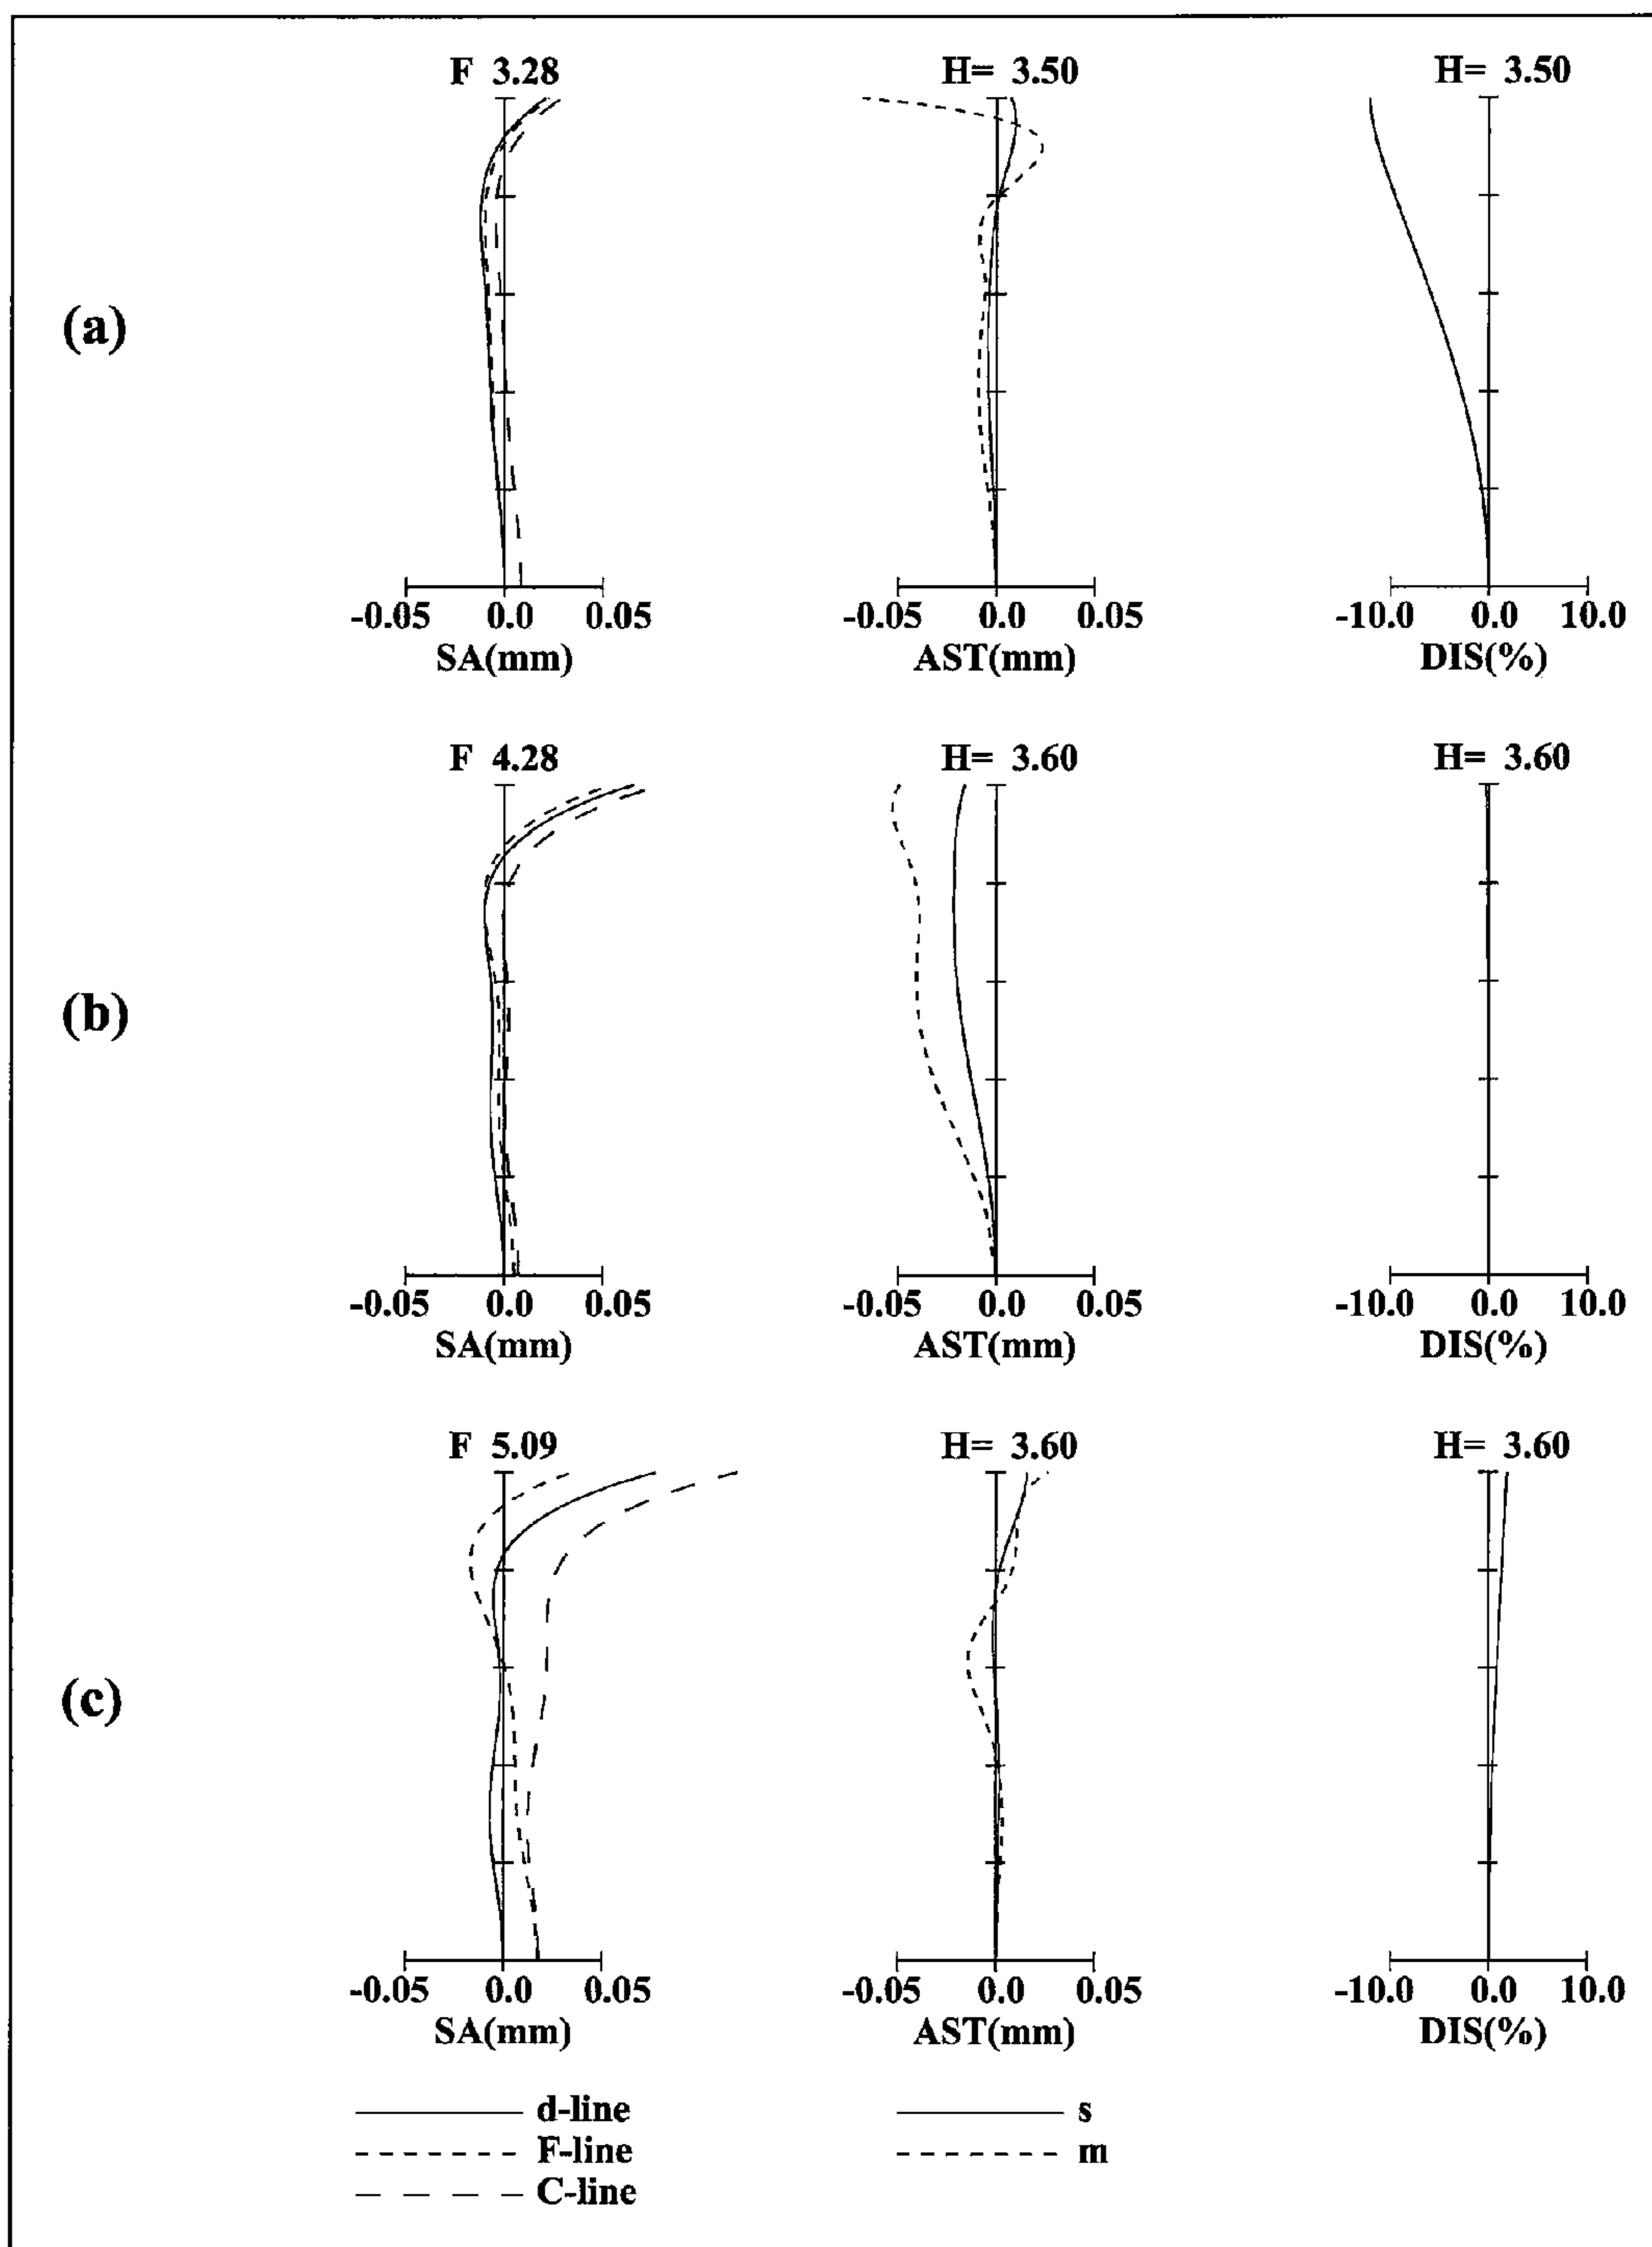 F 3.28 H= 3.50 H= 3.50
(a)
-0.05 0.0 0.05 -0.05 0.0 0.05 -10.0 0.0 10.0
SA(mm) AST(mm) DIS(%)
F 4.28 H= 3.60 H= 3.60
(b)
-0.05 0.0 0.05 -0.05 0.0 0.05 -10.0 0.0 10.0
SA(mm) AST(mm) DIS(%)
F 5.09 H= 3.60 H= 3.60
(c)
-0.05 0.0 0.05 -0.05 0.0 0.05 -10.0 0.0 10.0
SA(mm) AST(mm) DIS(%)
d-line s
F-line m
C-line